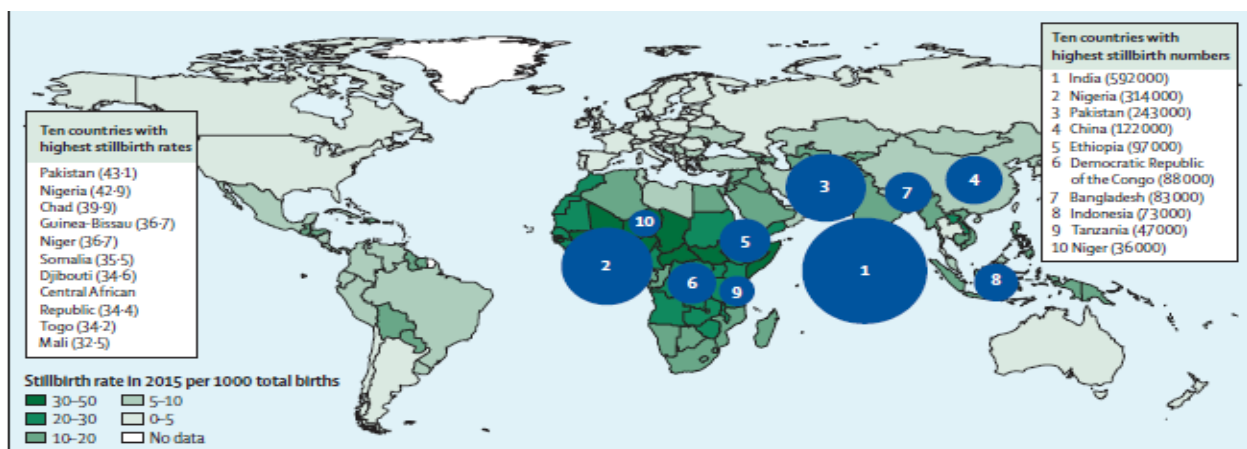 Ten countries with
highest stillbirth rates
Pakistan (43·1)
Nigeria (42·9)
Chad (39·9)
Guinea-Bissau (36·7)
Niger (36·7)
Somalia (35·5)
Djibouti (34·6)
Central African
Republic (34·4)
Togo (34·2)
Mali (32·5)
Stillbirth rate in 2015 per 1000 total births
30–50
20–30
10–20
5–10
0–5
No data
10
3
7
4
2
5
6
9
1
8
Ten countries with
highest stillbirth numbers
1 India (592 000)
2 Nigeria (314 000)
3 Pakistan (243 000)
4 China (122 000)
5 Ethiopia (97 000)
6 Democratic Republic
of the Congo (88 000)
7 Bangladesh (83 000)
8 Indonesia (73 000)
9 Tanzania (47 000)
10 Niger (36 000)